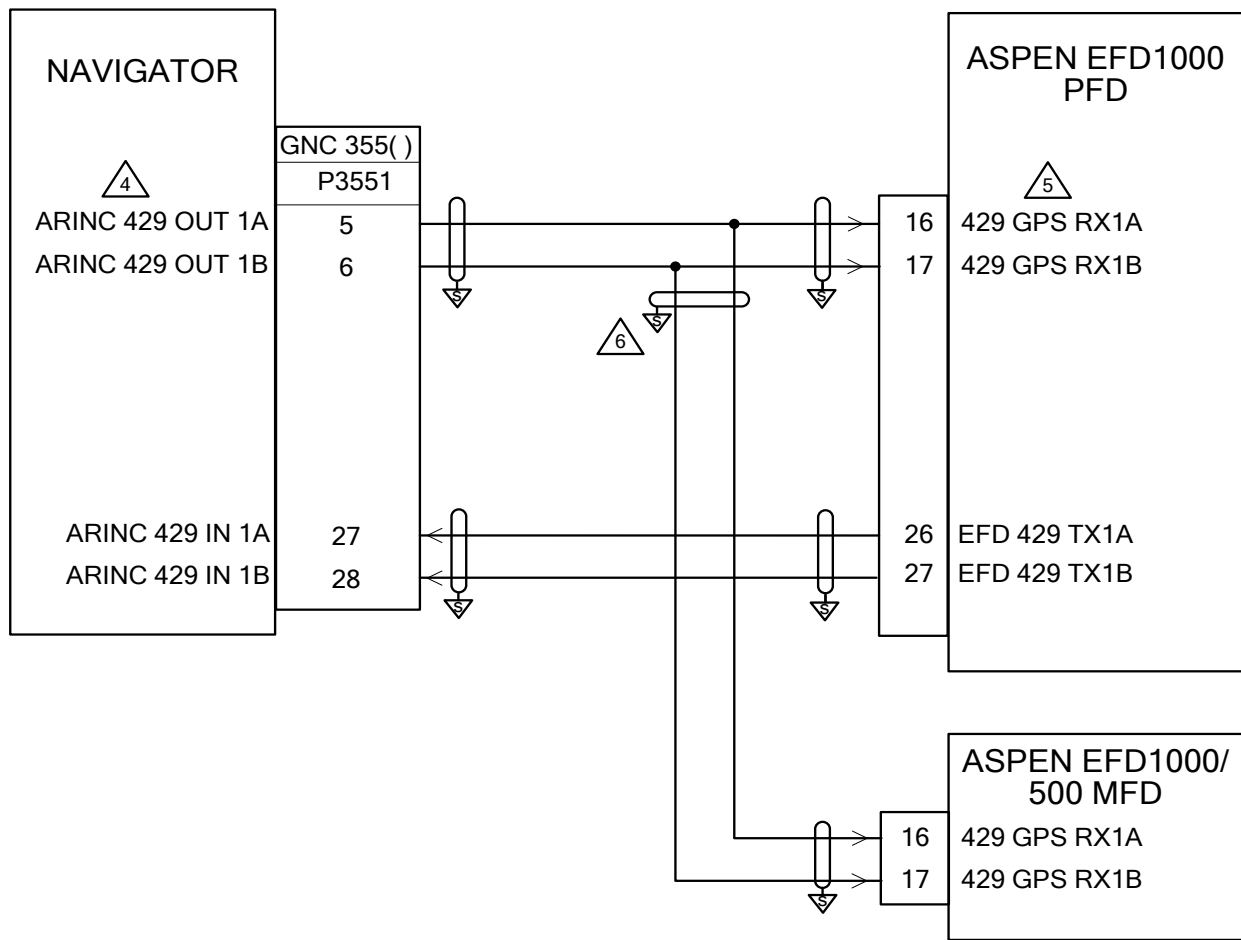 NAVIGATOR
GNC 355( )
P3551
4
ARINC 429 OUT 1A
5
ARINC 429 OUT 1B
6
S
S
S
6
ARINC 429 IN 1A
27
ARINC 429 IN 1B
28
S
S
ASPEN EFD1000
PFD
5
16
429 GPS RX1A
17
429 GPS RX1B
26
EFD 429 TX1A
27
EFD 429 TX1B
ASPEN EFD1000/
500 MFD
16
429 GPS RX1A
17
429 GPS RX1B
S